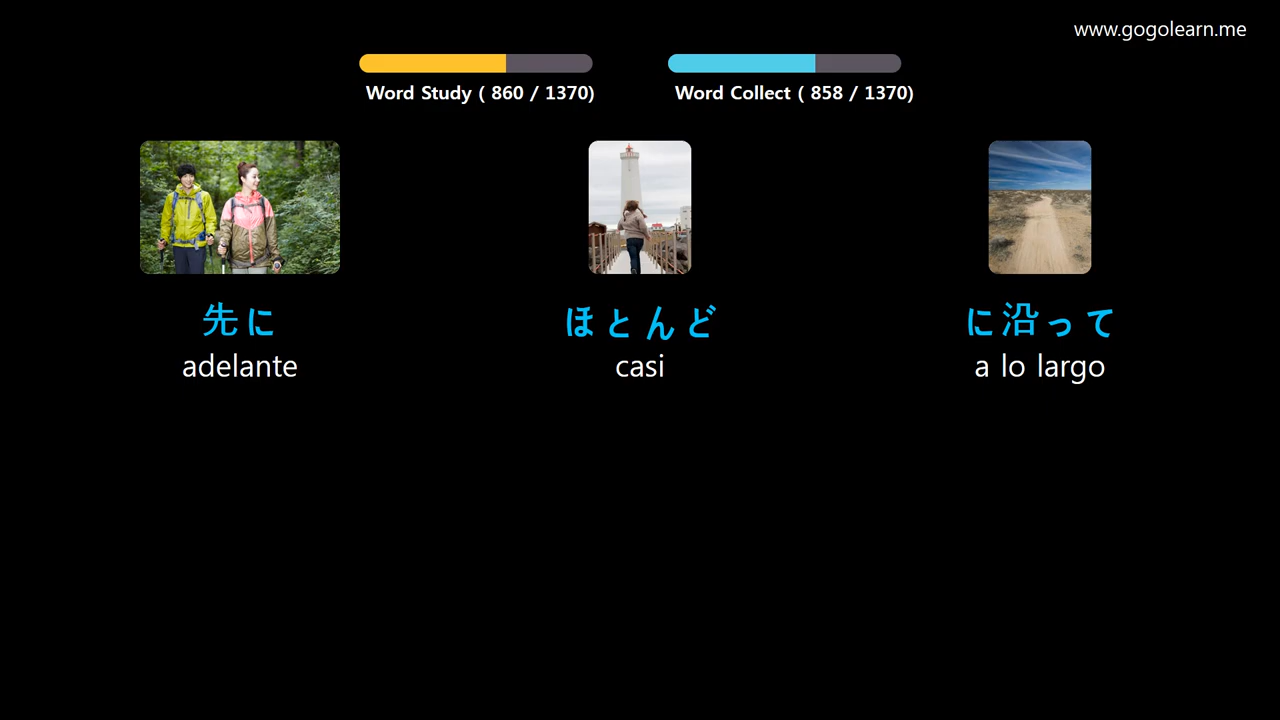 www.gogolearn.me
Word Study ( 860 / 1370)
Word Collect ( 858 / 1370)
先に
ほとんど
に沿って
adelante
casi
a lo largo